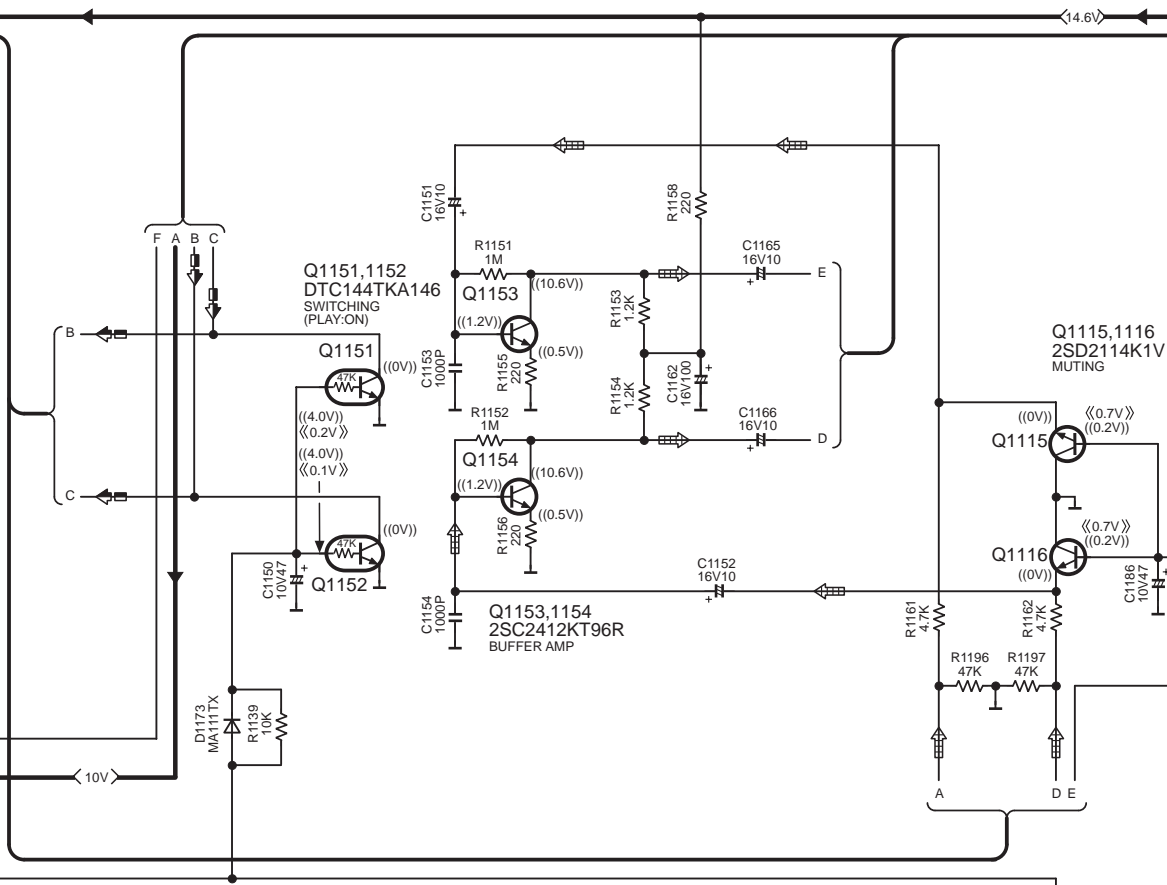 14.6V
F A B C
C1151
16V10
+
R1158
220
R1151
1M
C1165
16V10
+
E
Q1151,1152
DTC144TKA146
SWITCHING
(PLAY:ON)
Q1153
((10.6V))
R1153
1.2K
((1.2V))
((0.5V))
B
Q1151
47K
((0V))
C1153
1000P
R1155
220
C1162
16V100
+
R1154
1.2K
Q1115,1116
2SD2114K1V
MUTING
((4.0V))
《0.2V》
((4.0V))
《0.1V》
R1152
1M
C1166
16V10
+
D
Q1154
((10.6V))
((1.2V))
((0.5V))
((0V))
《0.7V》
((0.2V))
Q1115
C
((0V))
47K
Q1152
C1150
10V47
+
R1156
220
《0.7V》
((0.2V))
Q1116
((0V))
C1152
16V10
+
C1186
10V47
+
C1154
1000P
Q1153,1154
2SC2412KT96R
BUFFER AMP
R1161
4.7K
R1162
4.7K
R1196
47K
R1197
47K
D1173
MA111TX
R1139
10K
10V
A D E